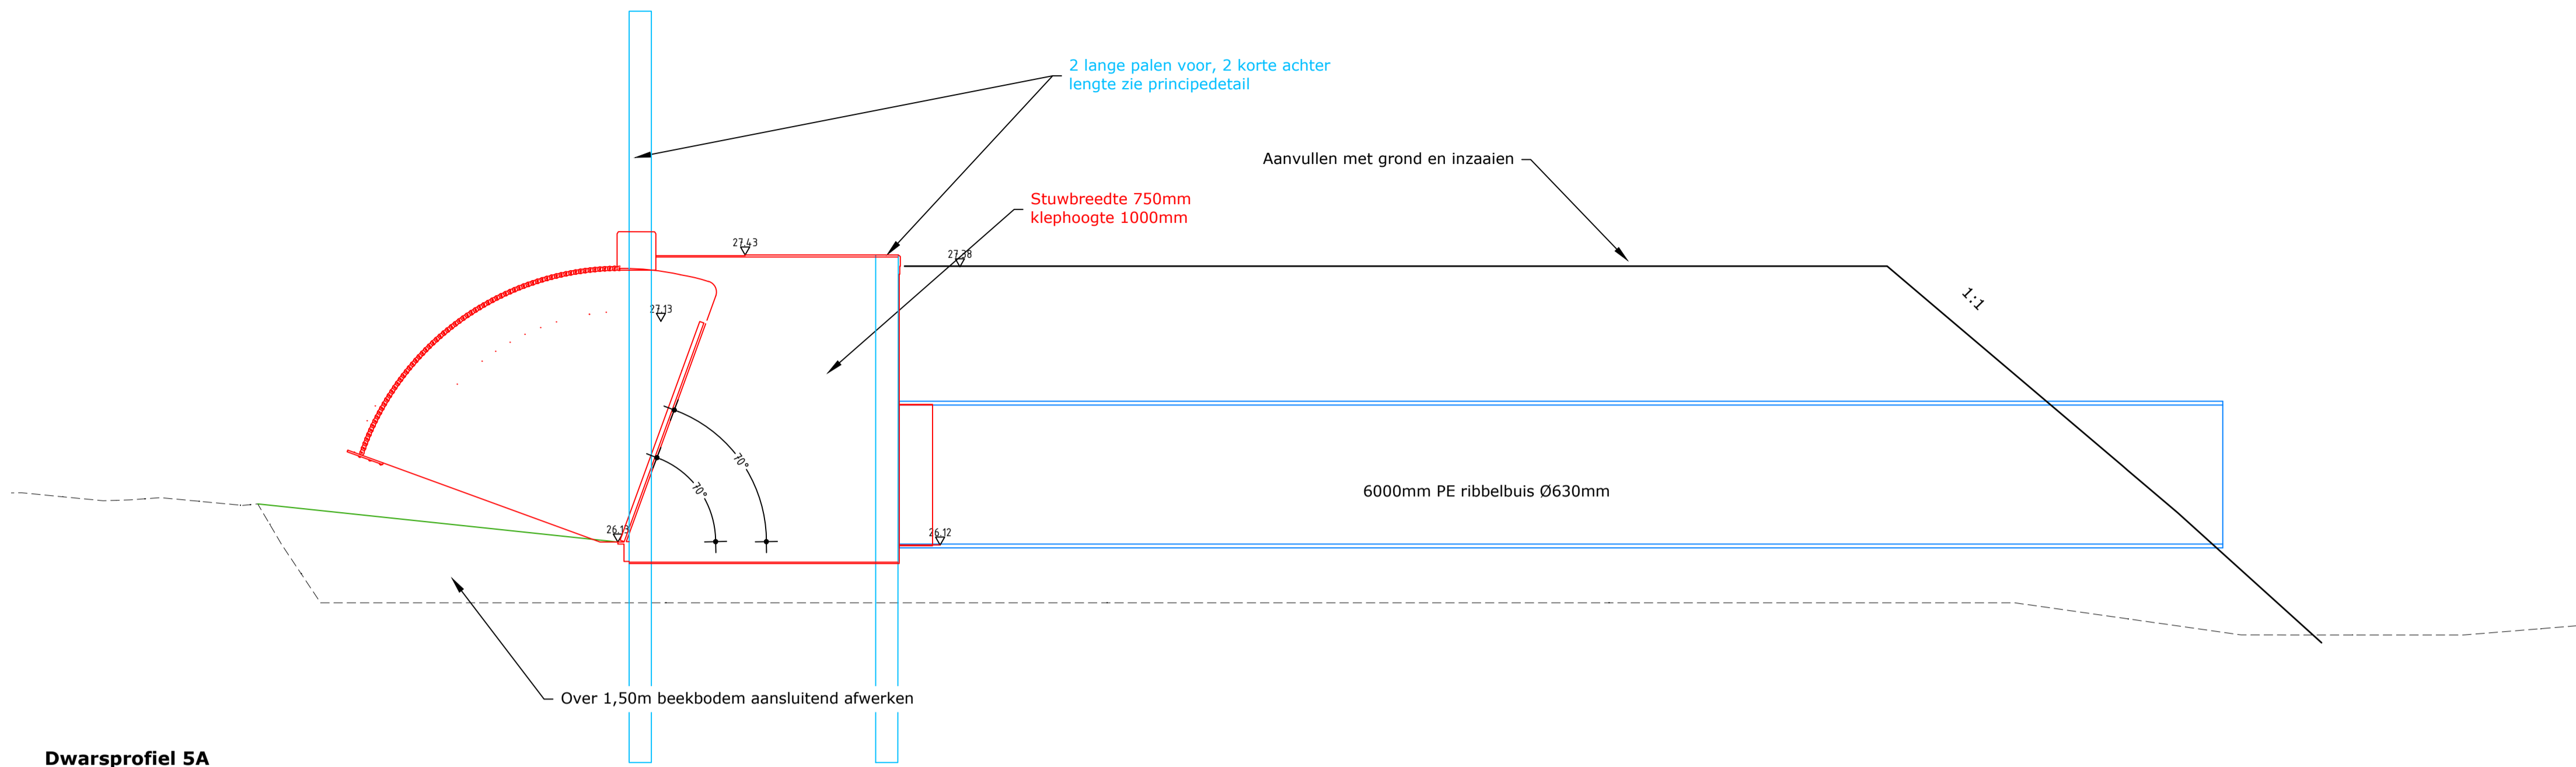 2 lange palen voor, 2 korte achter
lengte zie principedetail
Aanvullen met grond en inzaaien
Stuwbreedte 750mm
klephoogte 1000mm
27.43
27.38
1:1
27.13
70°
70°
6000mm PE ribbelbuis Ø630mm
26.13
26.12
Over 1,50m beekbodem aansluitend afwerken
Dwarsprofiel 5A